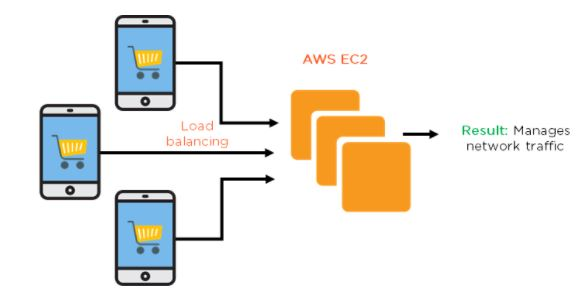 AWS EC2
Load
balancing
Result: Manages
network traffic